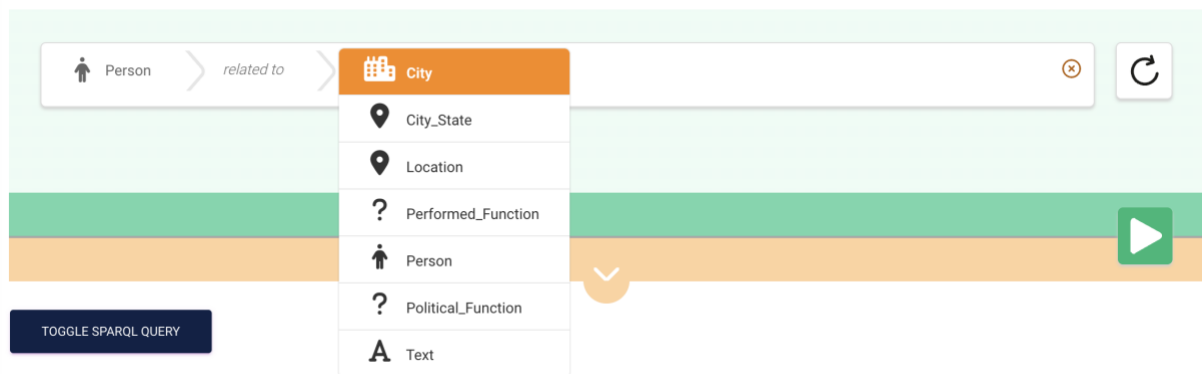 Person
related to
City
City_State
Location
Performed_Function
Person
Political_Function
Text
TOGGLE SPARQL QUERY